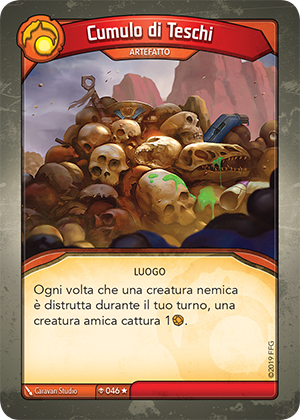 Cumulo di Teschi
ARTEFATTO
LUOGO
Ogni volta che una creatura nemica
è distrutta durante il tuo turno, una
creatura amica cattura 1.
Caravan Studio
046
©2019 FFG